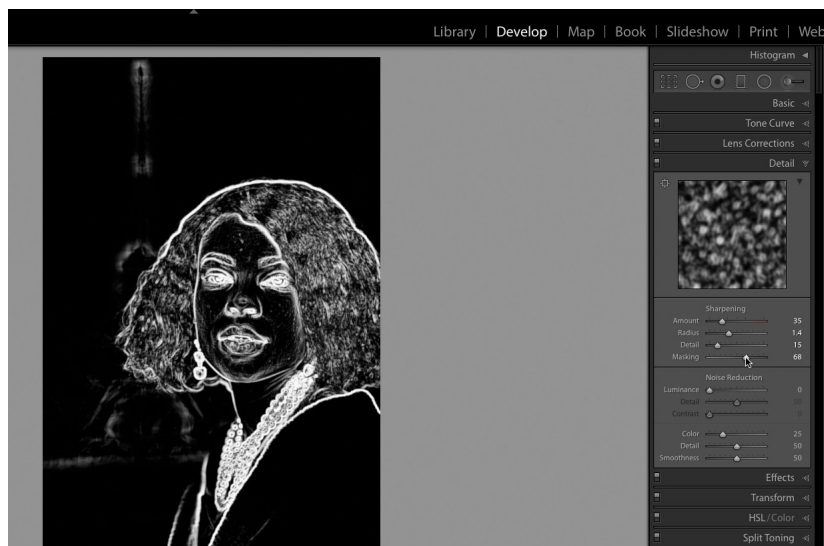 Library | Develop | Map | Book | Slideshow | Print | Web
Histogram
Basic
Tone Curve
Lens Corrections
Detail
Sharpening
Amount 35
Radius 1.4
Detail 15
Masking 68
Noise Reduction
Luminance 0
Detail 50
Contrast 0
Color 25
Detail 50
Smoothness 50
Effects
Transform
HSL / Color
Split Toning